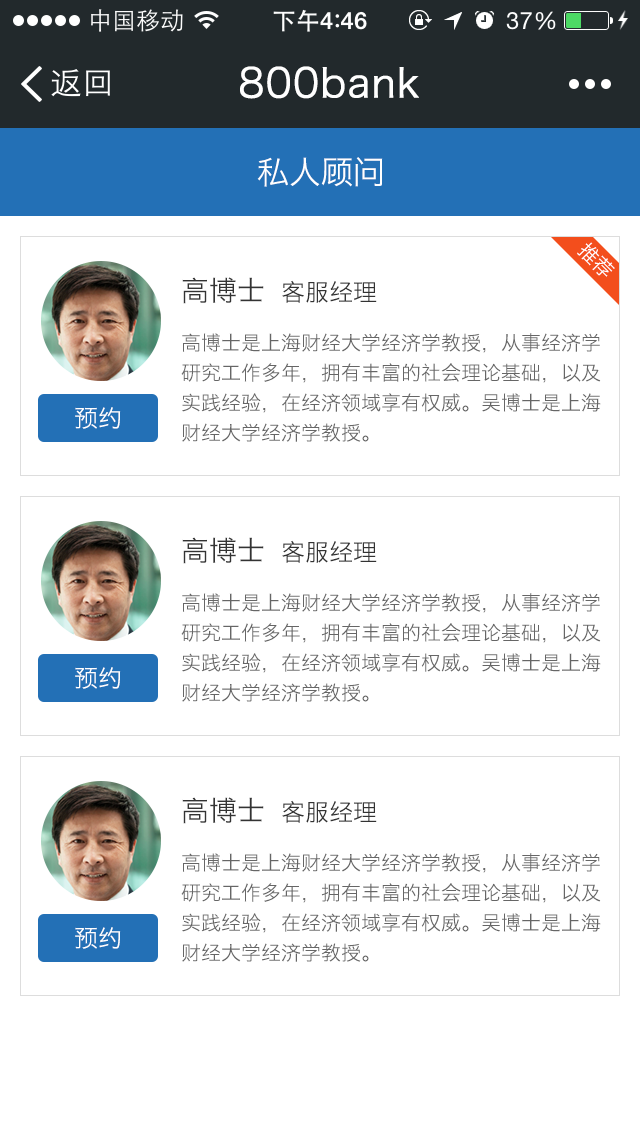 中国移动 下午4:46 37%
返回 800bank
私人顾问
推荐
高博士 客服经理
高博士是上海财经大学经济学教授，从事经济学
研究工作多年，拥有丰富的社会理论基础，以及
实践经验，在经济领域享有权威。吴博士是上海
财经大学经济学教授。
预约
高博士 客服经理
高博士是上海财经大学经济学教授，从事经济学
研究工作多年，拥有丰富的社会理论基础，以及
实践经验，在经济领域享有权威。吴博士是上海
财经大学经济学教授。
预约
高博士 客服经理
高博士是上海财经大学经济学教授，从事经济学
研究工作多年，拥有丰富的社会理论基础，以及
实践经验，在经济领域享有权威。吴博士是上海
财经大学经济学教授。
预约